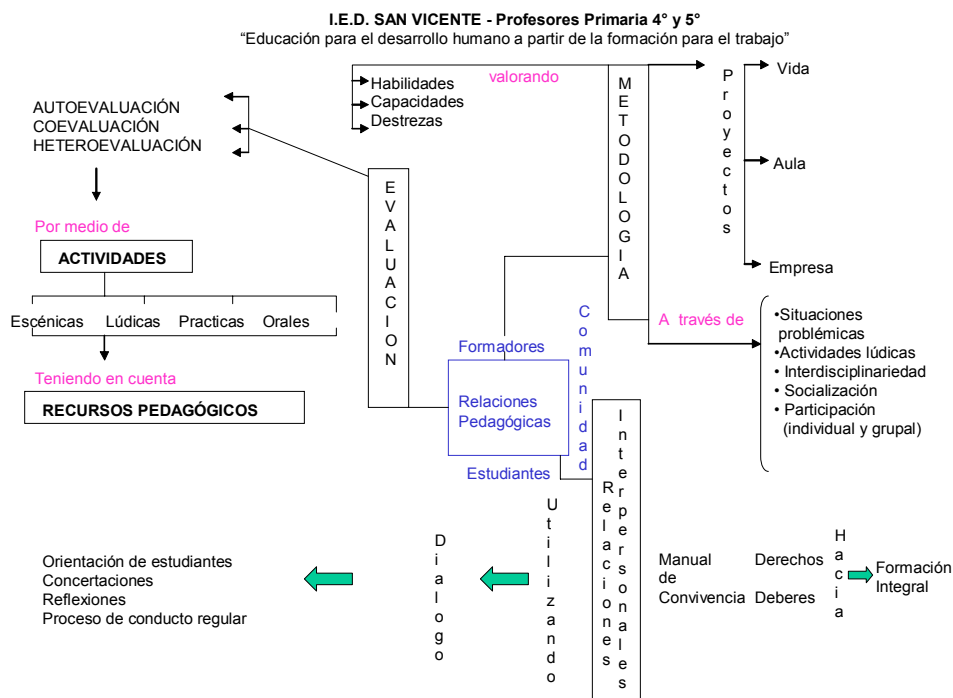 I.E.D. SAN VICENTE - Profesores Primaria 4° y 5°
“Educación para el desarrollo humano a partir de la formación para el trabajo”
Habilidades
Capacidades
Destrezas
valorando
METODOLOGIA
Proyectos
Vida
Aula
Empresa
AUTOEVALUACIÓN
COEVALUACIÓN
HETEROEVALUACIÓN
EVALUACION
Por medio de
ACTIVIDADES
Escénicas Lúdicas Practicas Orales
Teniendo en cuenta
RECURSOS PEDAGÓGICOS
Formadores
Relaciones
Pedagógicas
Estudiantes
Comunidad
A través de
•Situaciones
problémicas
•Actividades lúdicas
• Interdisciplinariedad
• Socialización
• Participación
(individual y grupal)
Relaciones
Interpersonales
Utilizando
Dialogo
Orientación de estudiantes
Concertaciones
Reflexiones
Proceso de conducto regular
Manual
de
Convivencia
Derechos
Deberes
Hacia
Formación
Integral